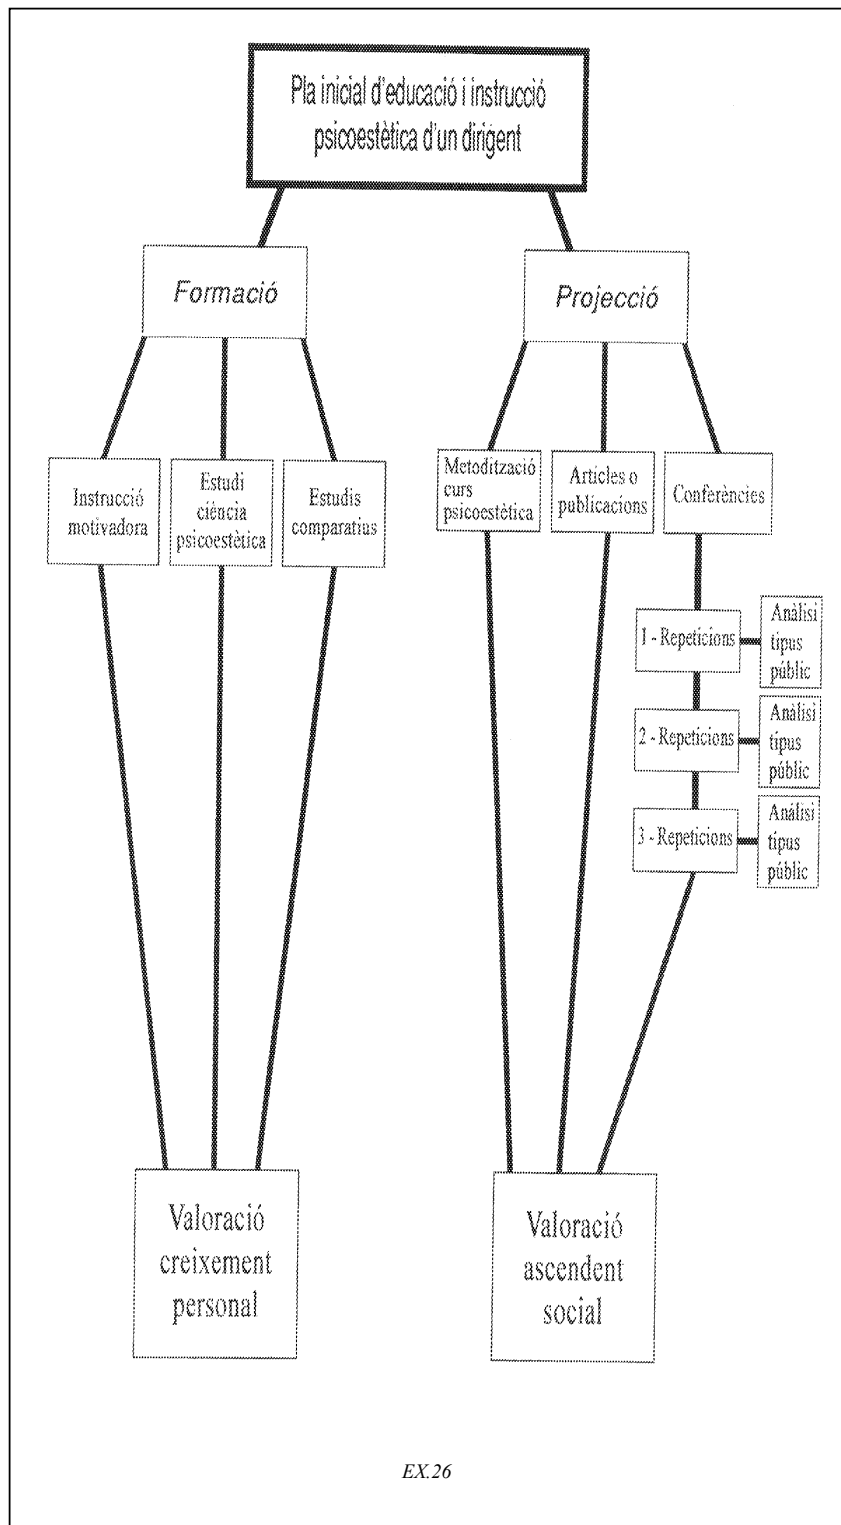 Pla inicial d'educació i instrucció
psicoestètica d'un dirigent
Formació
Projecció
Instrucció
motivadora
Estudi
ciéncia
psicoestètica
Estudis
comparatius
Metodització
curs
psicoestètica
Articles o
publicacions
Conferències
1 - Repeticions
Anàlisi
tipus
públic
2 - Repeticions
Anàlisi
tipus
públic
3 - Repeticions
Anàlisi
tipus
públic
Valoració
creixement
personal
Valoració
ascendent
social
EX.26